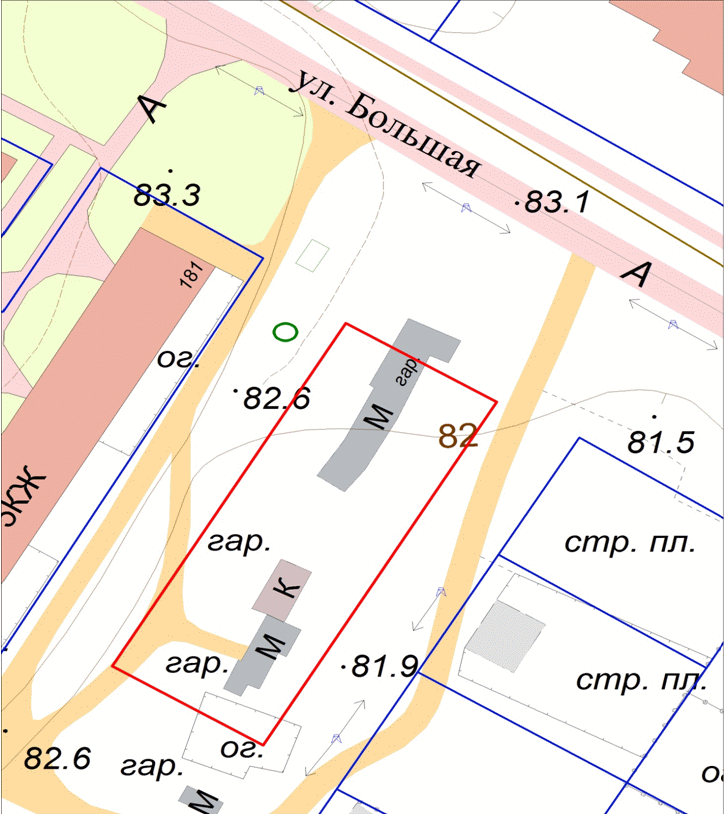 ул. Большая
А
83.3
83.1
А
181
ог.
гар.
82.6
М
82
81.5
5КЖ
гар.
стр. пл.
К
М
гар.
81.9
стр. пл.
ог.
82.6
гар.
М